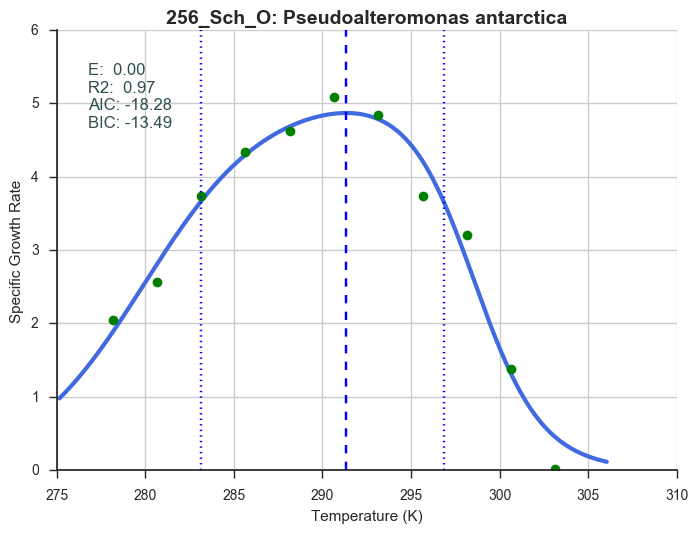 256_Sch_O: Pseudoalteromonas antarctica
E:  0.00
R2:  0.97
AIC: -18.28
BIC: -13.49
Specific Growth Rate
6
5
4
3
2
1
0
275 280 285 290 295 300 305 310
Temperature (K)